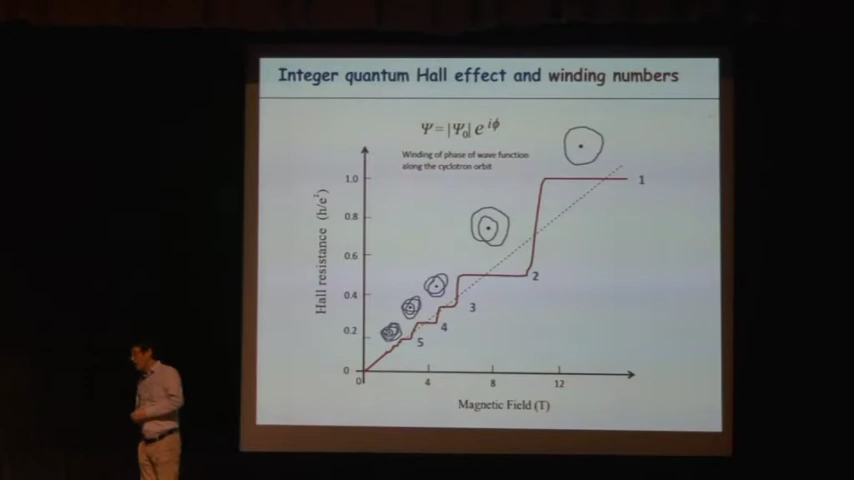 Integer quantum Hall effect and winding numbers
Ψ=|Ψ₀| e^{iϕ}
Winding of phase of wave function
along the cyclotron orbit
Hall resistance (h/e²)
1.0
0.8
0.6
0.4
0.2
0
1
2
3
4
5
0
4
8
12
Magnetic Field (T)